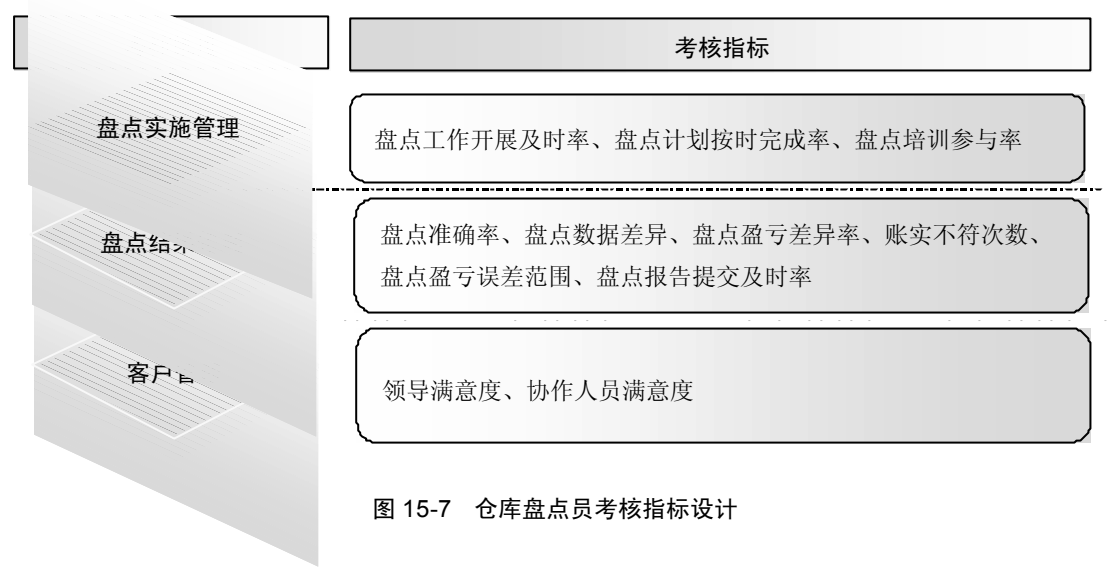 考核指标
盘点实施管理
盘点工作开展及时率、盘点计划按时完成率、盘点培训参与率
盘点结
盘点准确率、盘点数据差异、盘点盈亏差异率、账实不符次数、
盘点盈亏误差范围、盘点报告提交及时率
客户
领导满意度、协作人员满意度
图 15-7 仓库盘点员考核指标设计